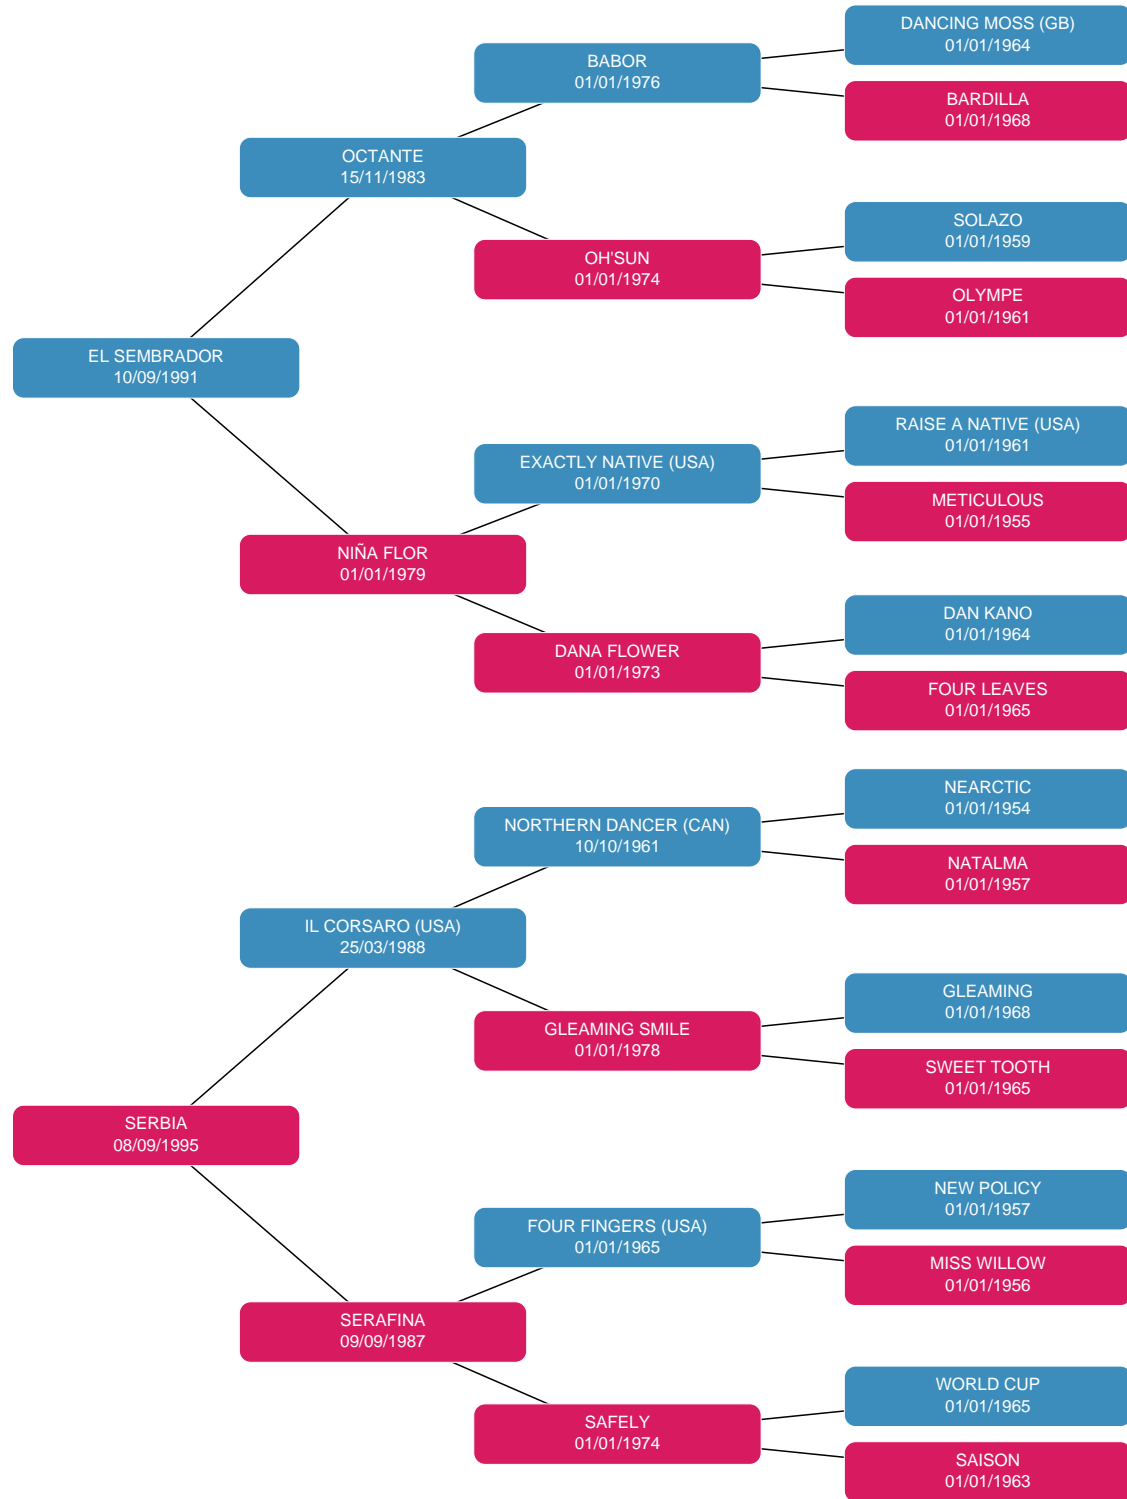 DANCING MOSS (GB)
01/01/1964
BABOR
01/01/1976
BARDILLA
01/01/1968
OCTANTE
15/11/1983
SOLAZO
01/01/1959
OH'SUN
01/01/1974
OLYMPE
01/01/1961
EL SEMBRADOR
10/09/1991
RAISE A NATIVE (USA)
01/01/1961
EXACTLY NATIVE (USA)
01/01/1970
METICULOUS
01/01/1955
NIÑA FLOR
01/01/1979
DAN KANO
01/01/1964
DANA FLOWER
01/01/1973
FOUR LEAVES
01/01/1965
NEARCTIC
01/01/1954
NORTHERN DANCER (CAN)
10/10/1961
NATALMA
01/01/1957
IL CORSARO (USA)
25/03/1988
GLEAMING
01/01/1968
GLEAMING SMILE
01/01/1978
SWEET TOOTH
01/01/1965
SERBIA
08/09/1995
NEW POLICY
01/01/1957
FOUR FINGERS (USA)
01/01/1965
MISS WILLOW
01/01/1956
SERAFINA
09/09/1987
WORLD CUP
01/01/1965
SAFELY
01/01/1974
SAISON
01/01/1963